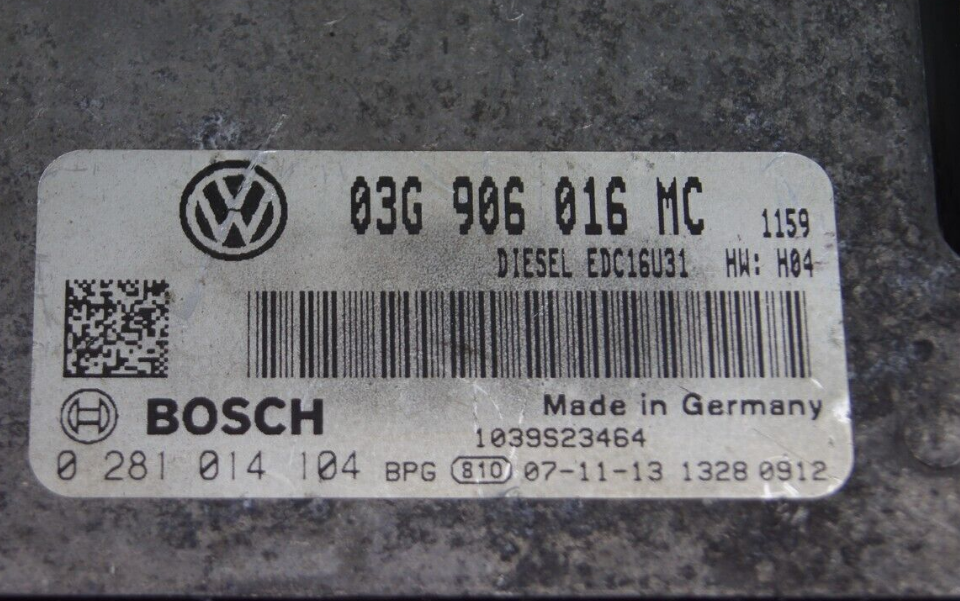 03G 906 016 MC 1159
DIESEL EDC16U31 HW: H04
BOSCH
Made in Germany
1039S23464
0 281 014 104 BPG 810 07-11-13 1328 0912